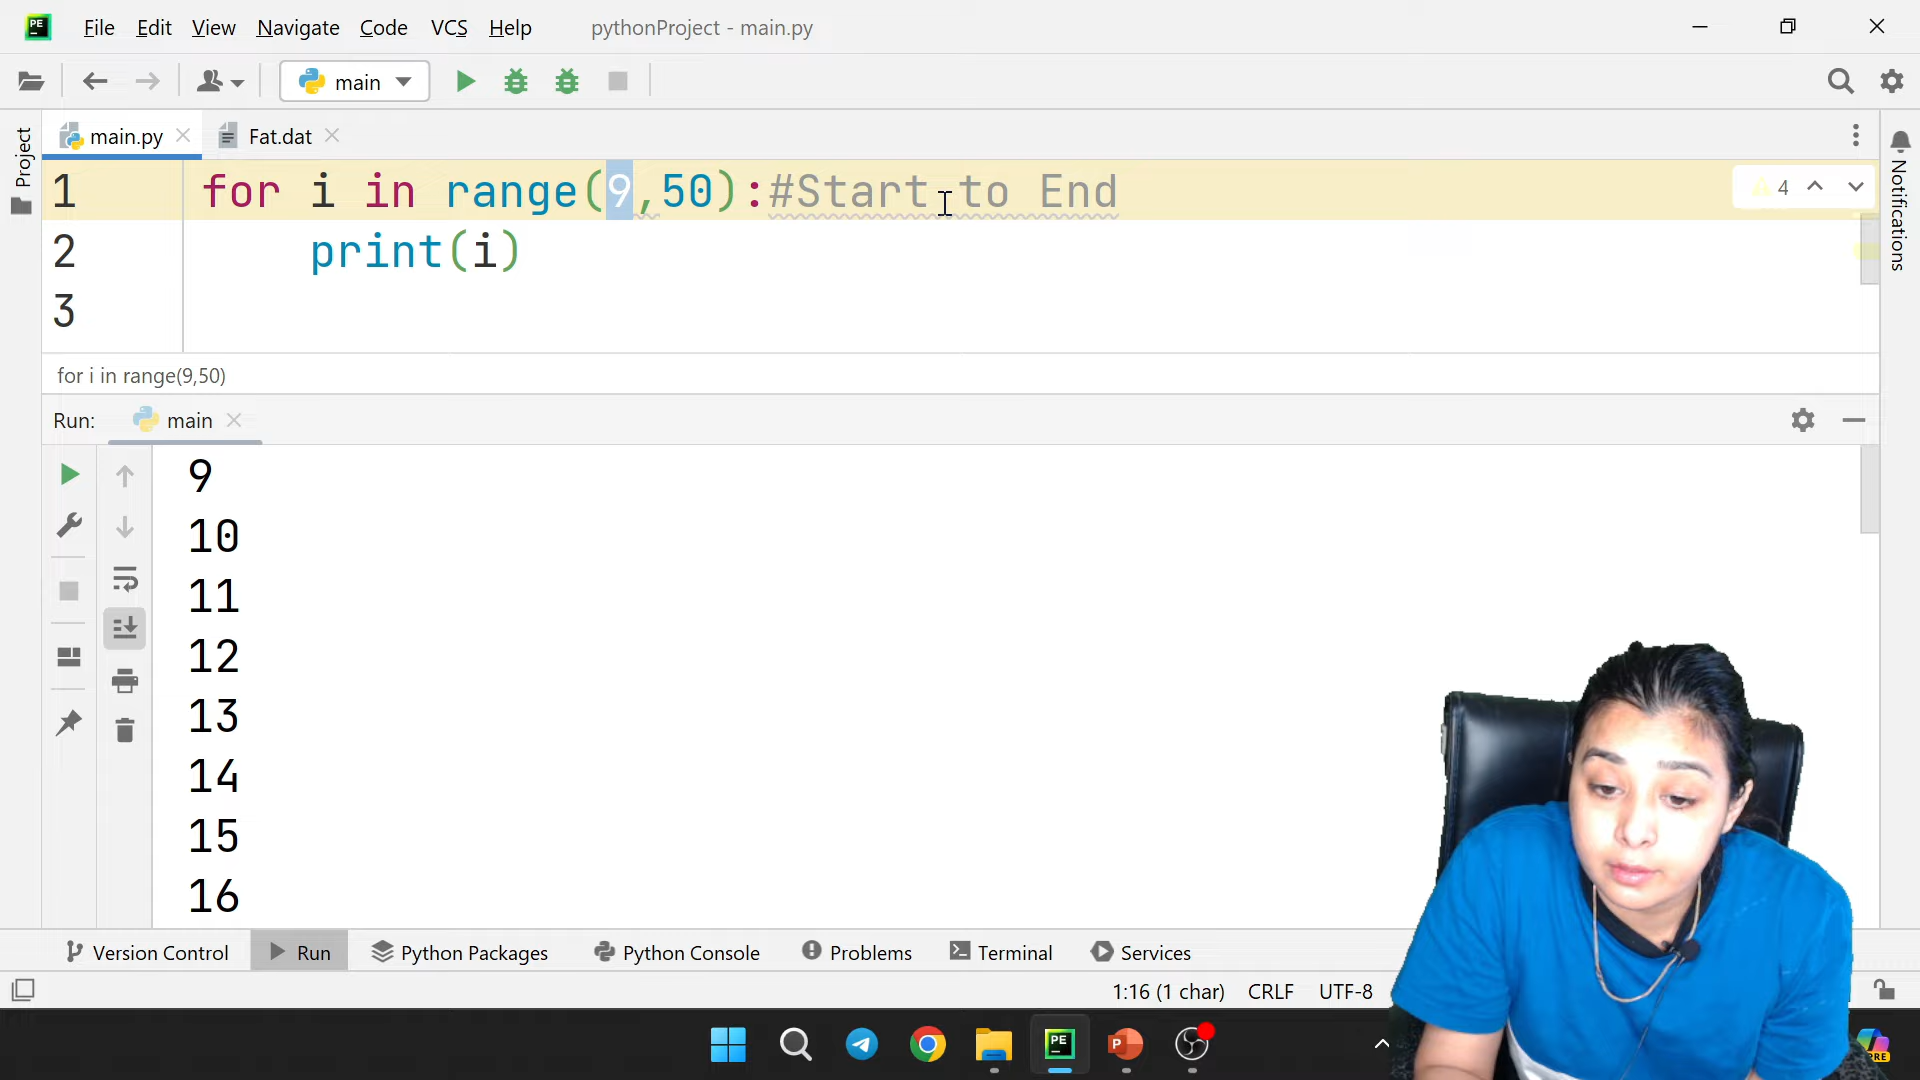 PE File Edit View Navigate Code VCS Help pythonProject - main.py
main
Project
main.py Fat.dat
Notifications
1 for i in range(9,50):#Start to End
4
2 print(i)
3
for i in range(9,50)
Run: main
9
10
11
12
13
14
15
16
Version Control Run Python Packages Python Console Problems Terminal Services
1:16 (1 char) CRLF UTF-8
PE P PRE